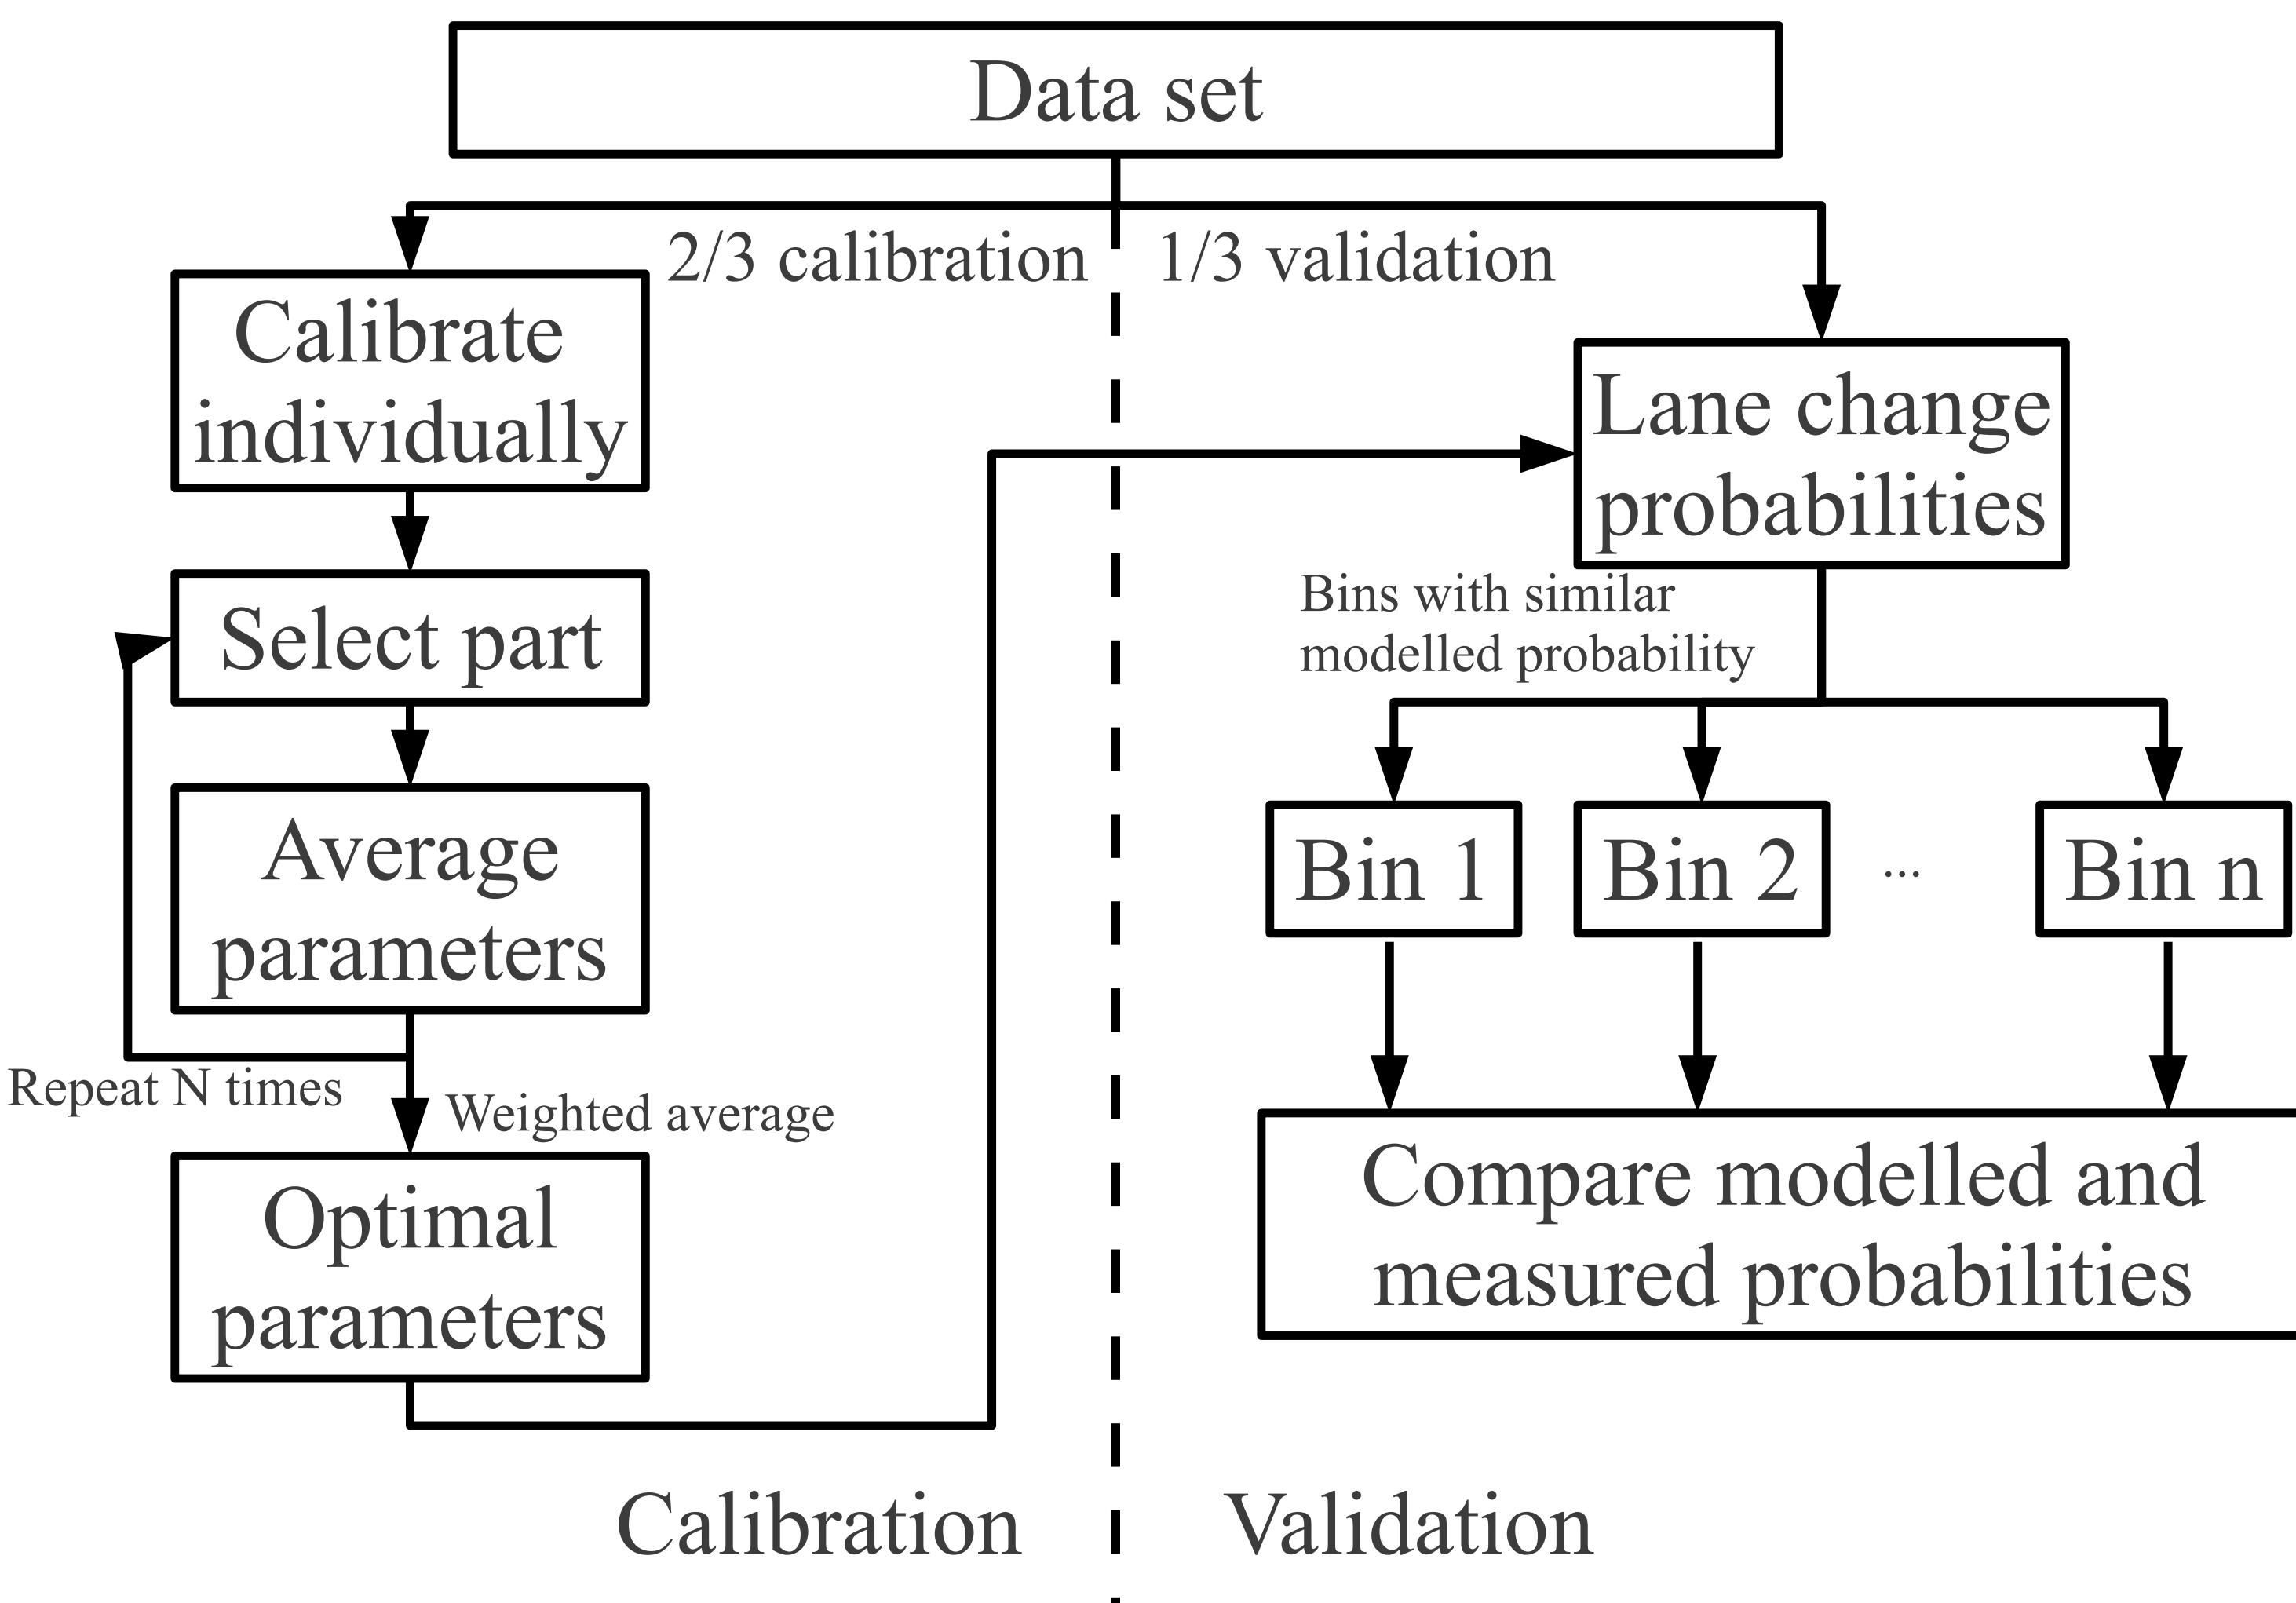 Data set
2/3 calibration
1/3 validation
Calibrate
individually
Select part
Average
parameters
Repeat N times
Weighted average
Optimal
parameters
Lane change
probabilities
Bins with similar
modelled probability
Bin 1
Bin 2
...
Bin n
Compare modelled and
measured probabilities
Calibration
Validation